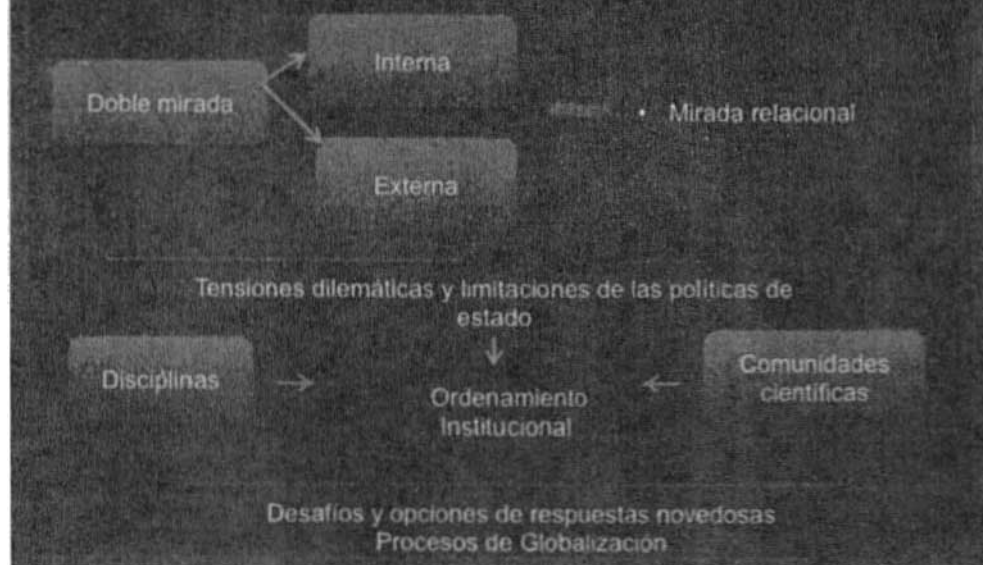 Interna
Doble mirada
• Mirada relacional
Externa
Tensiones dilemáticas y limitaciones de las políticas de
estado
Disciplinas
Comunidades
científicas
Ordenamiento
Institucional
Desafíos y opciones de respuestas novedosas
Procesos de Globalización